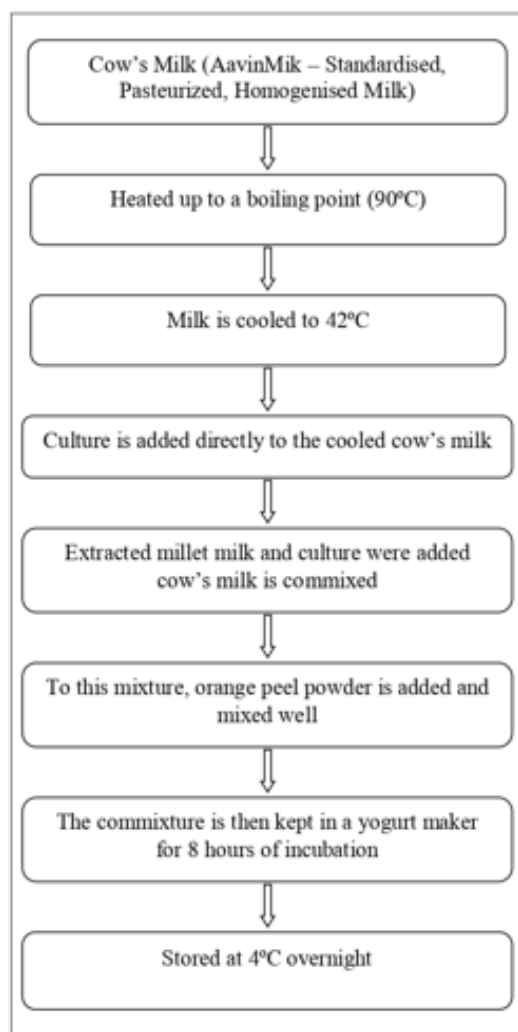 Cow's Milk (AavinMik – Standardised,
Pasteurized, Homogenised Milk)
Heated up to a boiling point (90ºC)
Milk is cooled to 42ºC
Culture is added directly to the cooled cow's milk
Extracted millet milk and culture were added
cow's milk is commixed
To this mixture, orange peel powder is added and
mixed well
The commixture is then kept in a yogurt maker
for 8 hours of incubation
Stored at 4ºC overnight